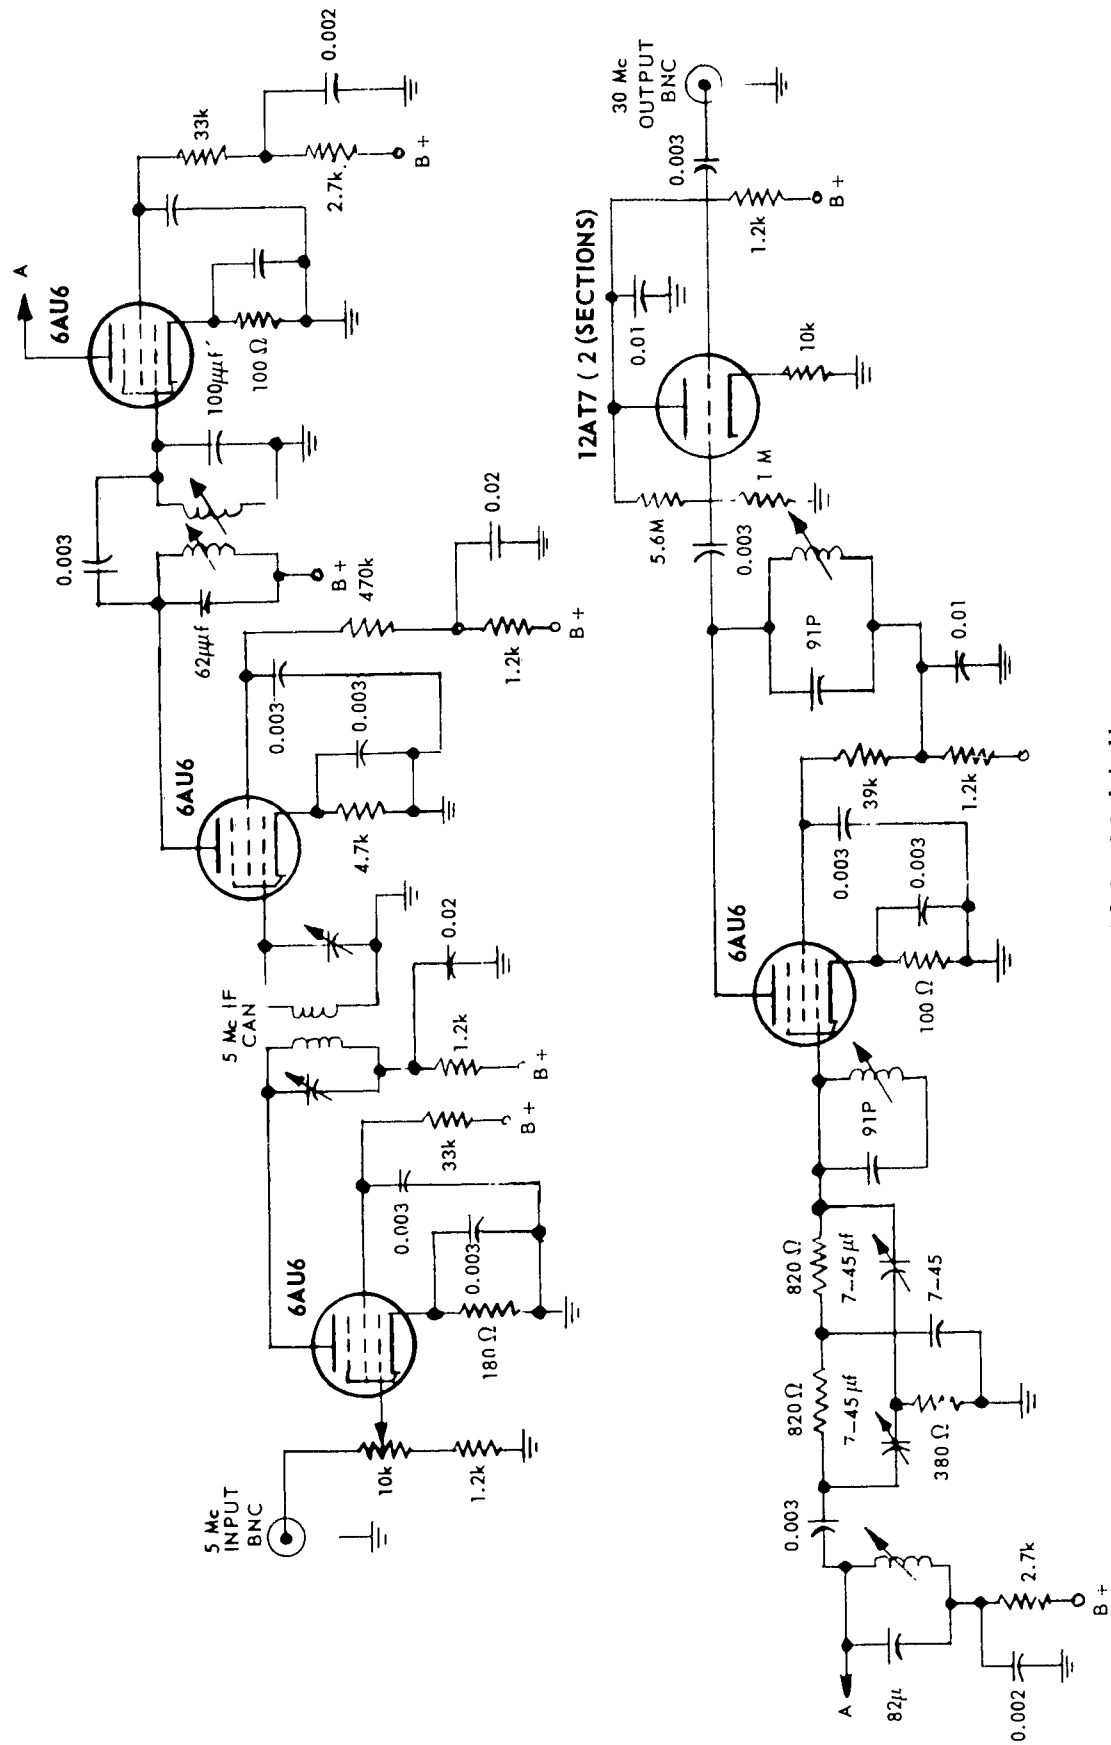 5 Mc
INPUT
BNC
10k
1.2k
6AU6
180 Ω
0.003
0.003
33k
B +
5 Mc IF
CAN
1.2k
B +
0.02
6AU6
4.7k
0.003
0.003
62μμf
0.003
B +
470k
1.2k
B +
0.02
100μμf
6AU6
A
100 Ω
33k
2.7k
B +
0.002
A
82μ
0.002
2.7k
B +
0.003
820 Ω
7–45 μf
380 Ω
820 Ω
7–45 μf
7–45
91P
6AU6
100 Ω
0.003
0.003
39k
1.2k
91P
0.01
0.003
5.6M
1 M
12AT7 ( 2 (SECTIONS)
0.01
10k
1.2k
B +
0.003
30 Mc
OUTPUT
BNC